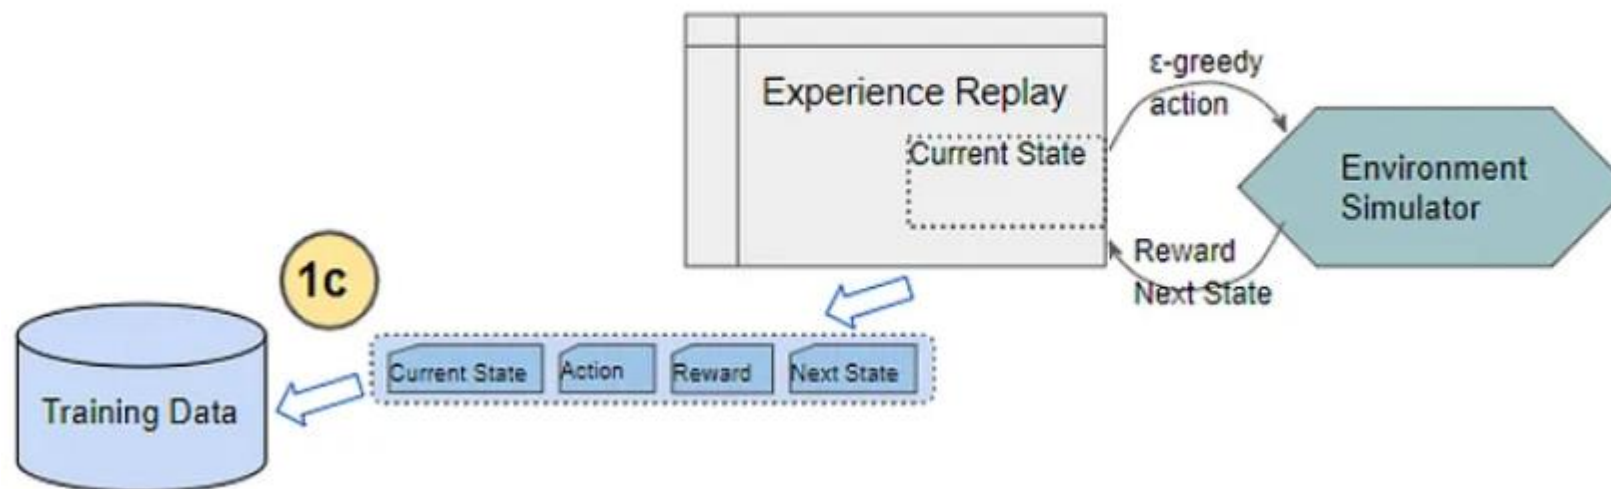 Experience Replay
Current State
ε-greedy
action
Environment
Simulator
Reward
Next State
1c
Current State
Action
Reward
Next State
Training Data